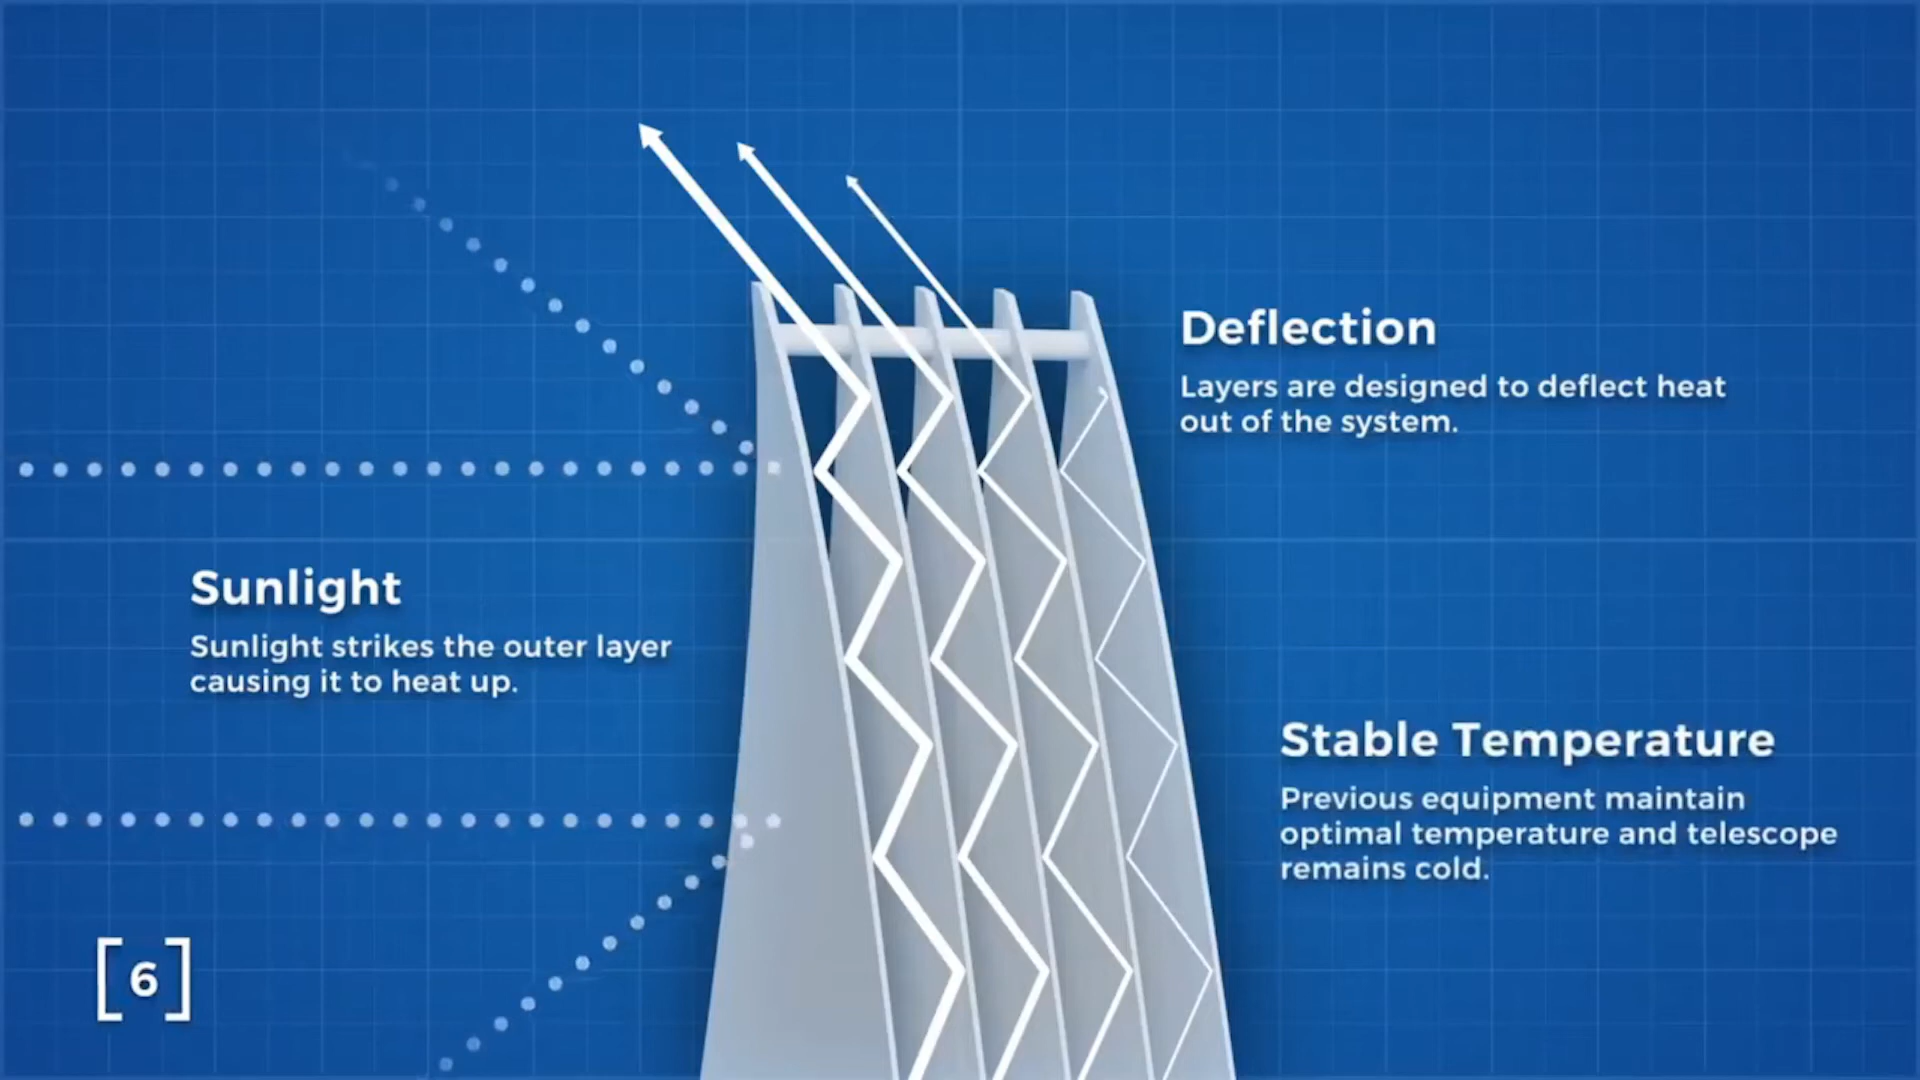 Deflection
Layers are designed to deflect heat
out of the system.
Sunlight
Sunlight strikes the outer layer
causing it to heat up.
Stable Temperature
Previous equipment maintain
optimal temperature and telescope
remains cold.
[6]